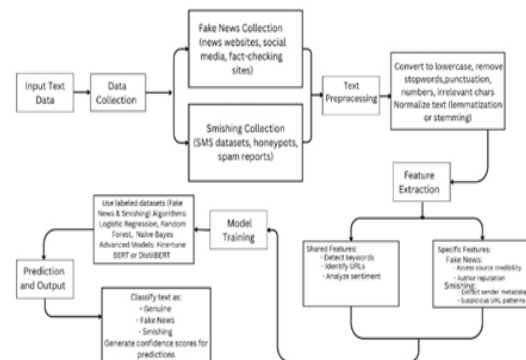 Input Text
Data
Data
Collection
Fake News Collection
(news websites, social
media, fact-checking
sites)
Smishing Collection
(SMS datasets, honeypots,
spam reports)
Text
Preprocessing
Convert to lowercase, remove
stopwords,punctuation,
numbers, irrelevant chars
Normalize text (lemmatization
or stemming)
Feature
Extraction
Shared Features:
- Detect keywords
- Identify URLs
- Analyze sentiment
Specific Features:
Fake News:
- Assess source credibility
- Author reputation
Smishing:
- Extract sender metadata
- Suspicious URL patterns
Model
Training
Use labeled datasets (Fake
News & Smishing) Algorithms:
Logistic Regression, Random
Forest, Naive Bayes
Advanced Models: Fine-tune
BERT or DistilBERT
Prediction
and Output
Classify text as:
- Genuine
- Fake News
- Smishing
Generate confidence scores for
predictions